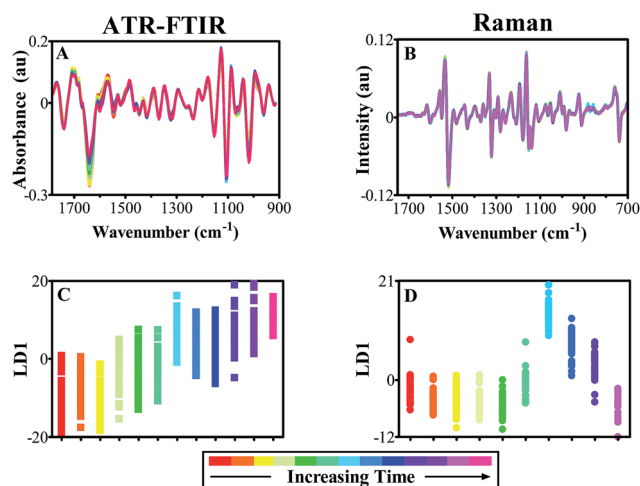 ATR-FTIR
Raman
A
B
0.2
0
-0.3
Absorbance (au)
1700 1500 1300 1100 900
Wavenumber (cm-1)
0.12
0
-0.12
Intensity (au)
1700 1500 1300 1100 900 700
Wavenumber (cm-1)
C
20
0
-20
LD1
D
21
0
-12
LD1
Increasing Time